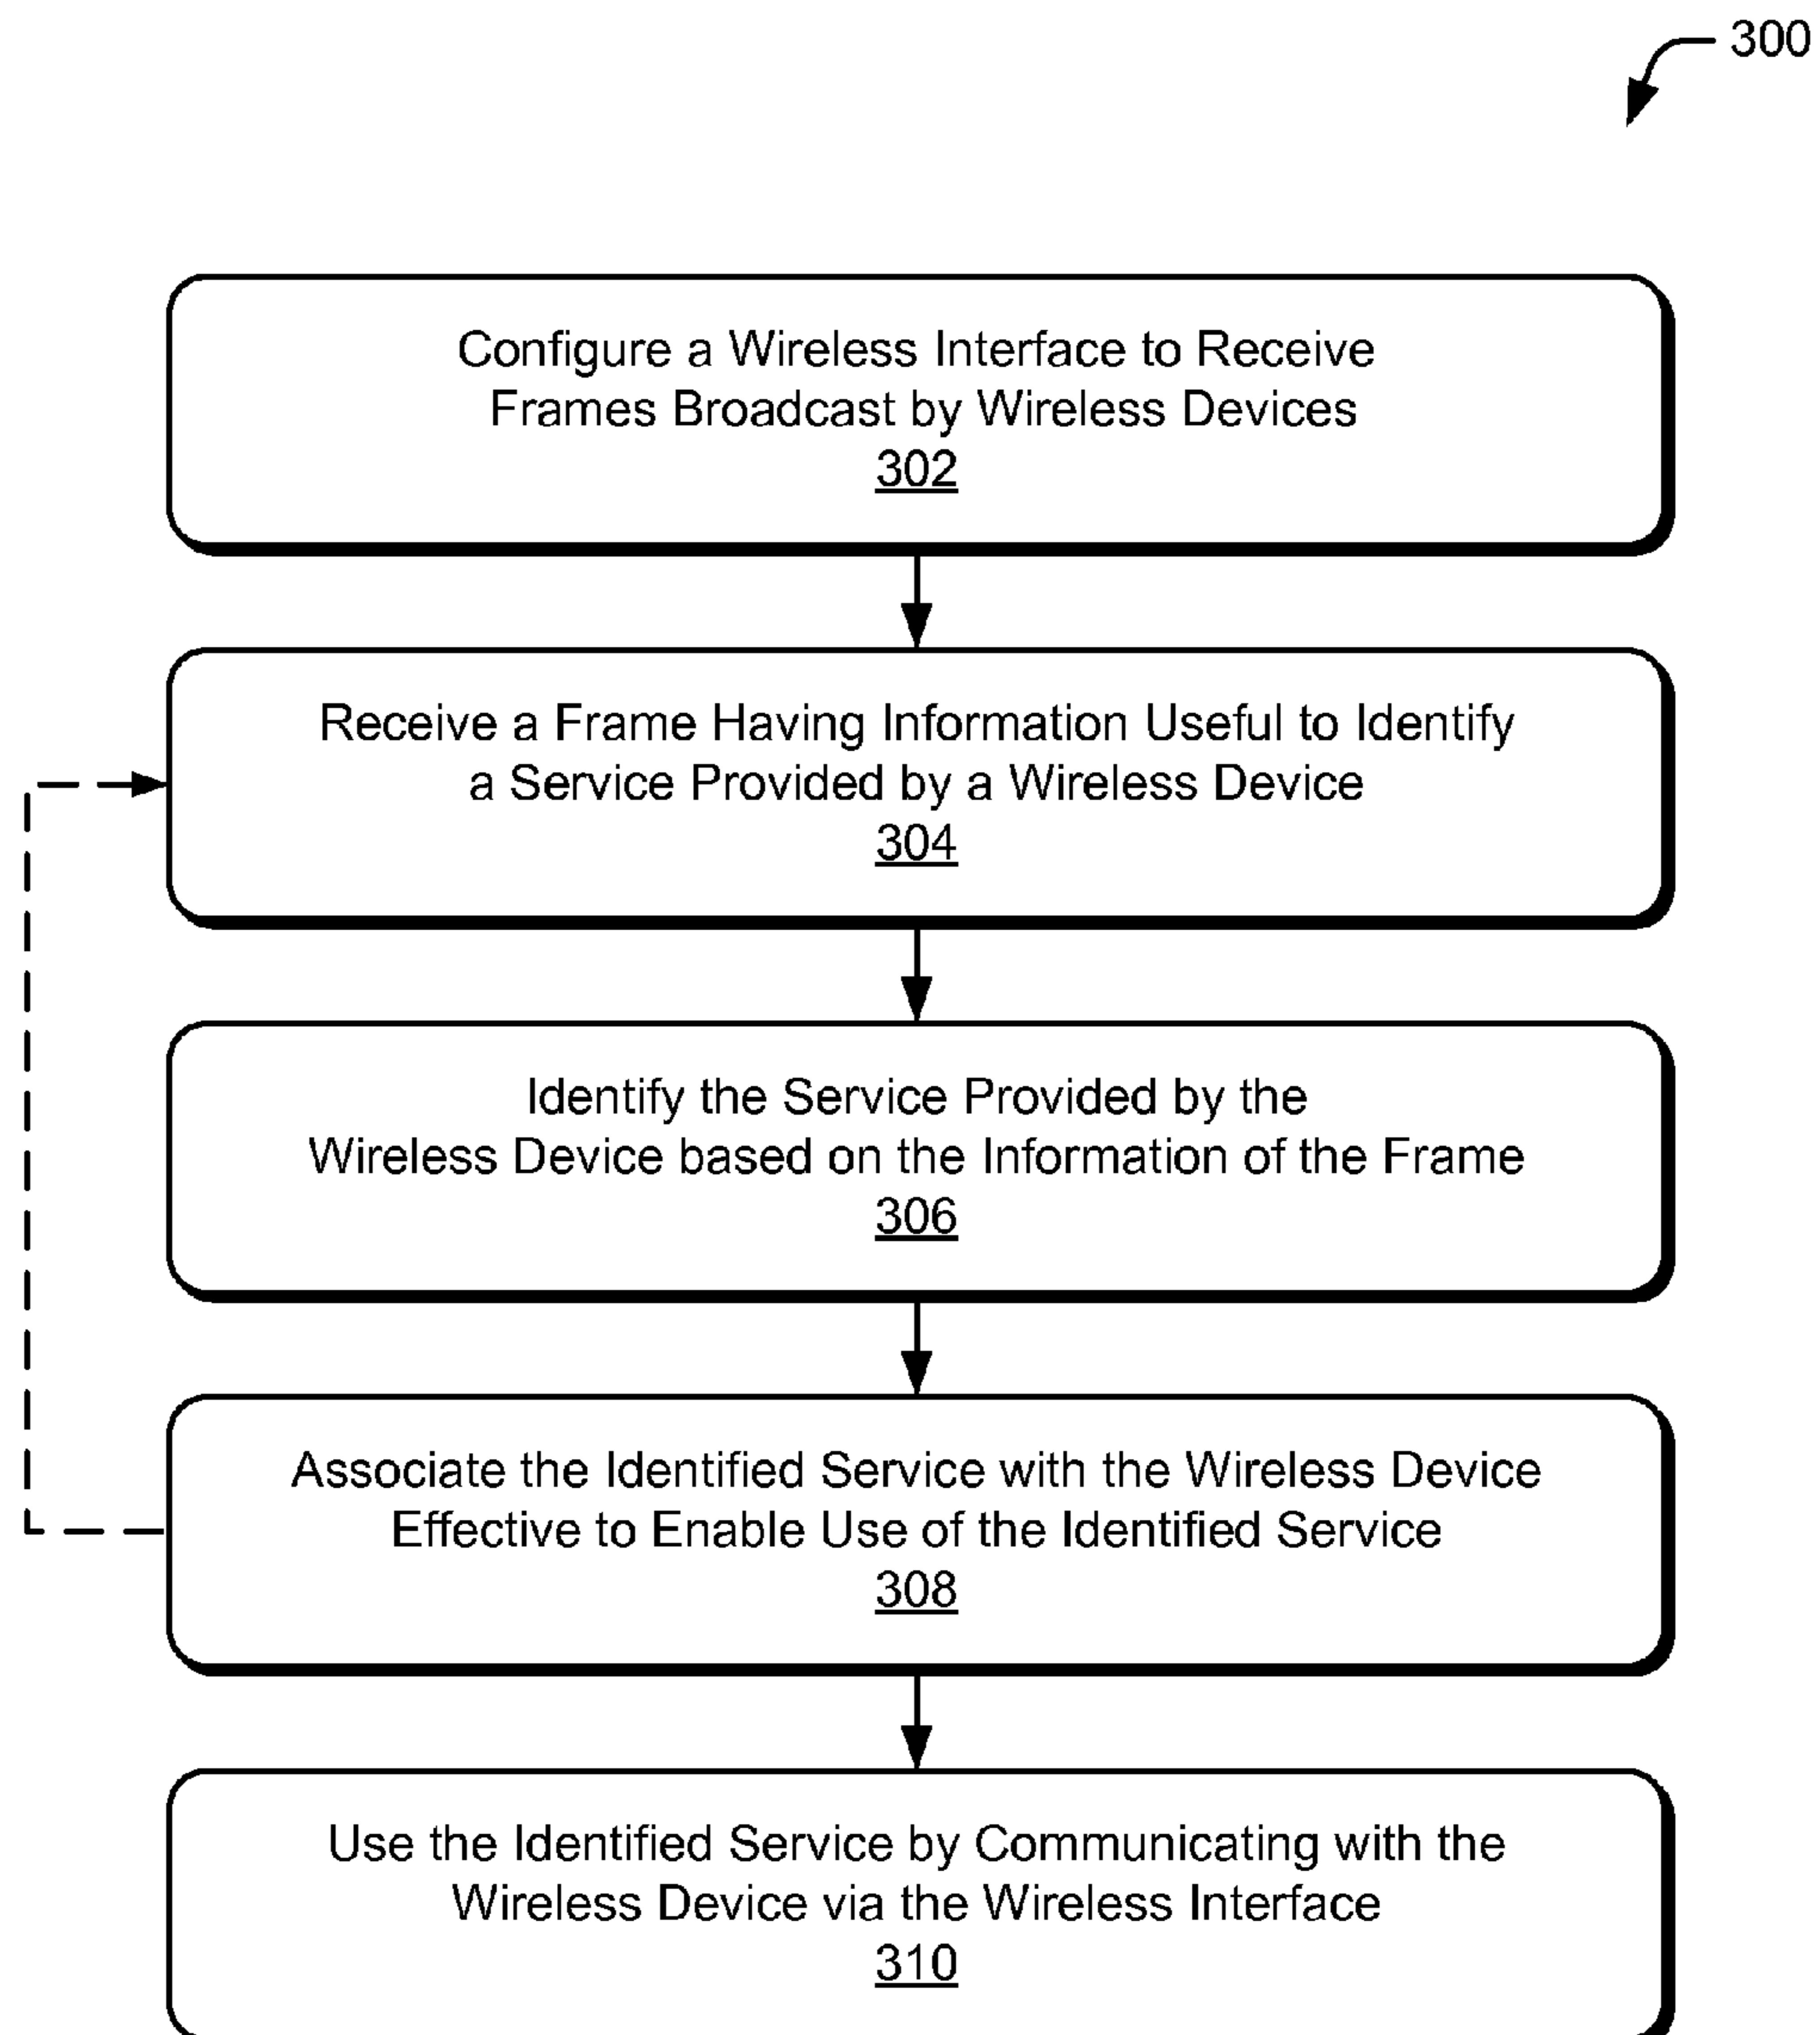 300
Configure a Wireless Interface to Receive
Frames Broadcast by Wireless Devices
302
Receive a Frame Having Information Useful to Identify
a Service Provided by a Wireless Device
304
Identify the Service Provided by the
Wireless Device based on the Information of the Frame
306
Associate the Identified Service with the Wireless Device
Effective to Enable Use of the Identified Service
308
Use the Identified Service by Communicating with the
Wireless Device via the Wireless Interface
310